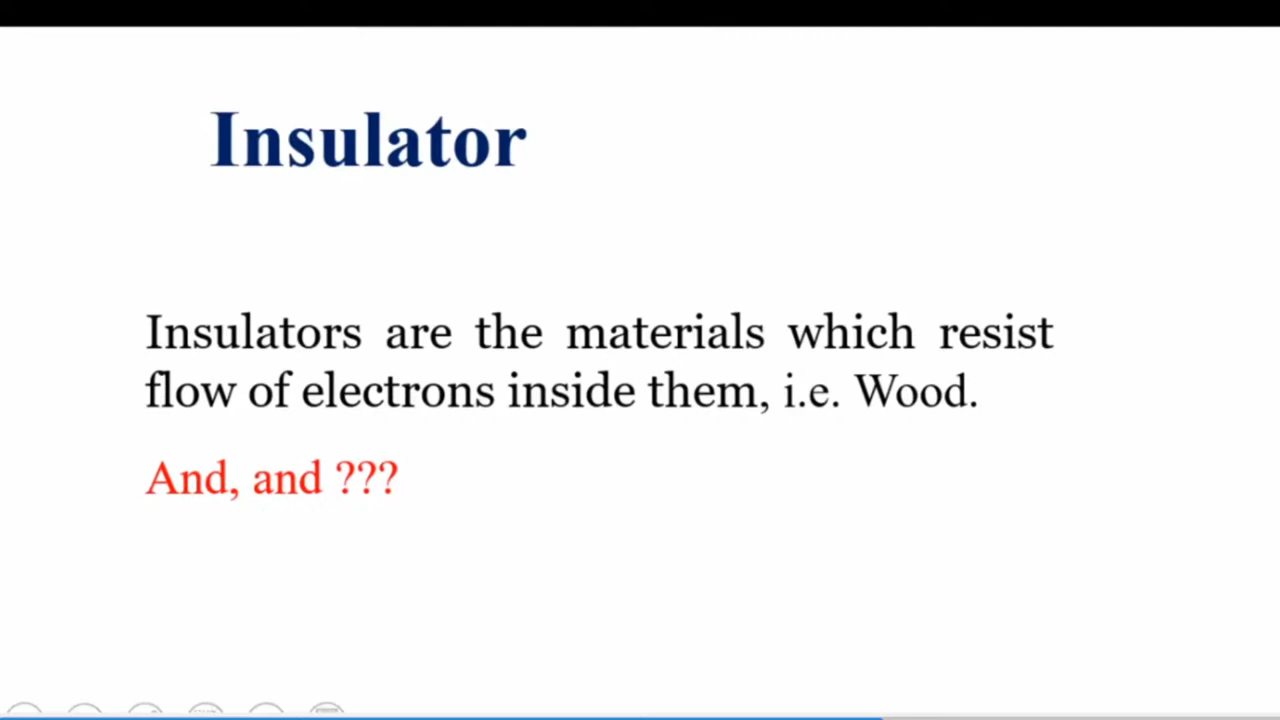 Insulator
Insulators are the materials which resist
flow of electrons inside them, i.e. Wood.
And, and ???